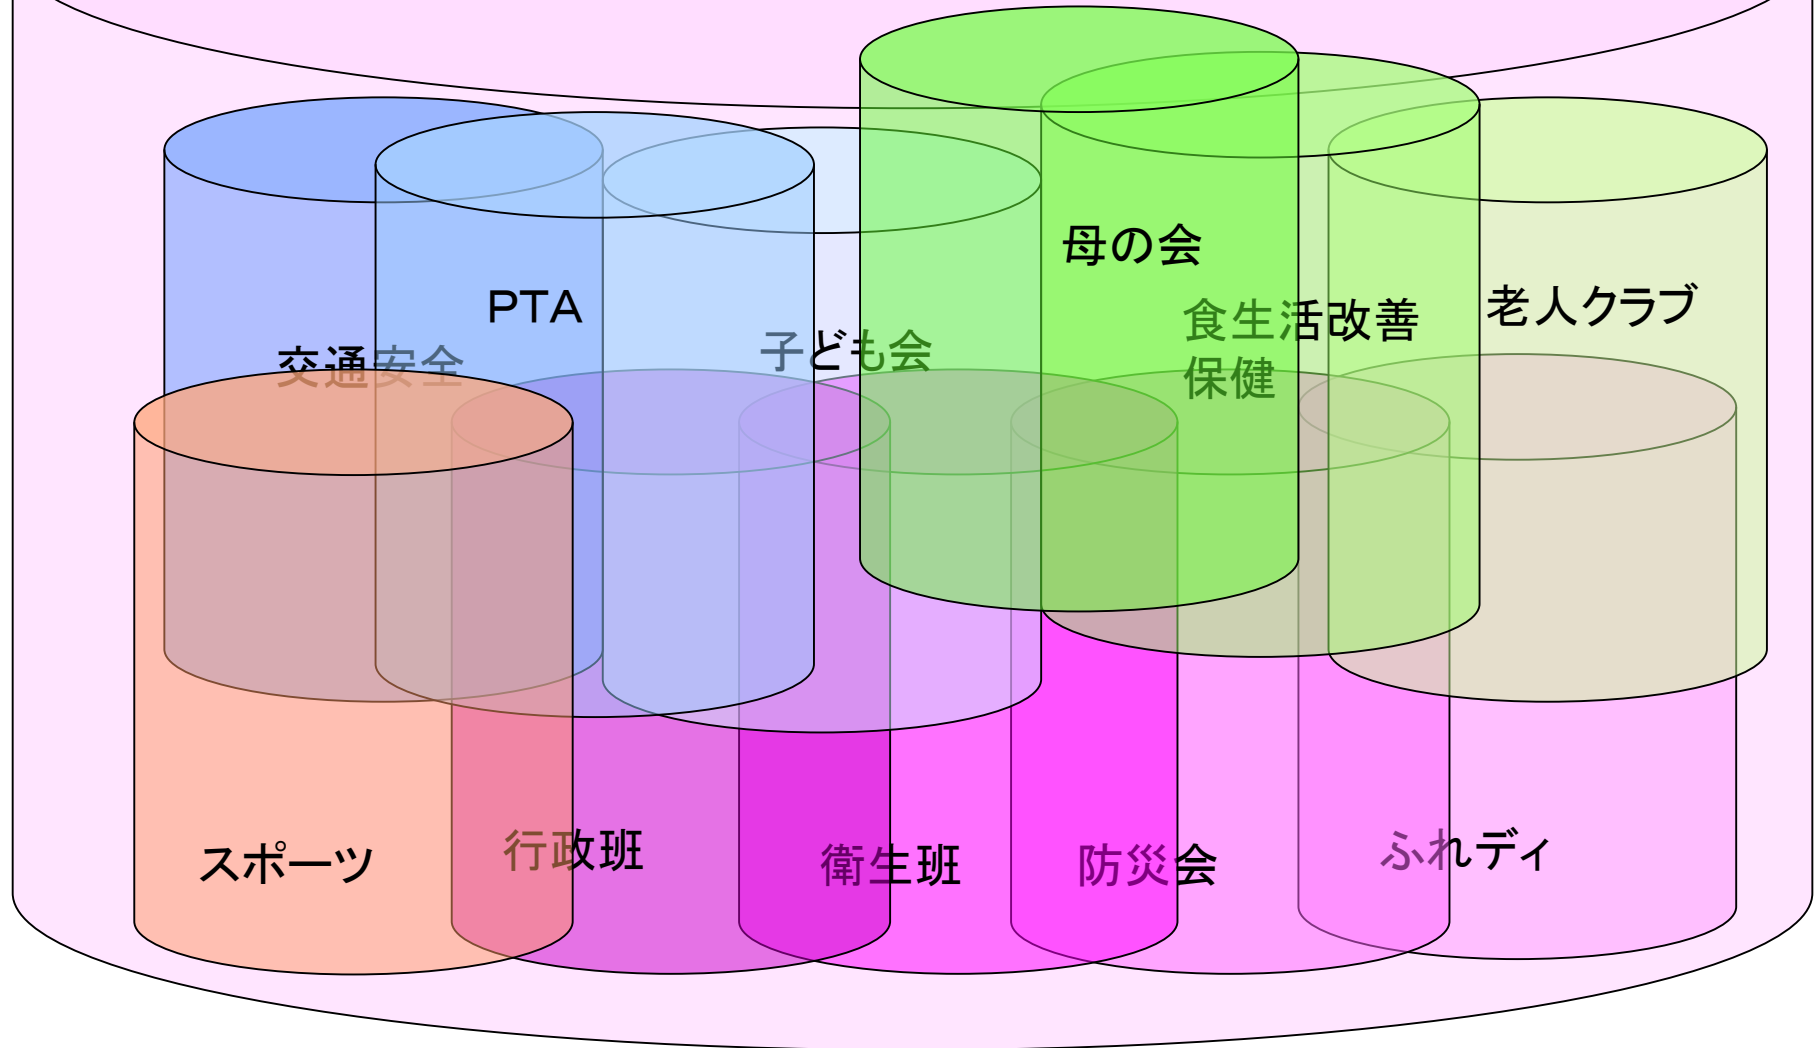 母の会
PTA
交通安全
子ども会
食生活改善
保健
老人クラブ
スポーツ
行政班
衛生班
防災会
ふれディ